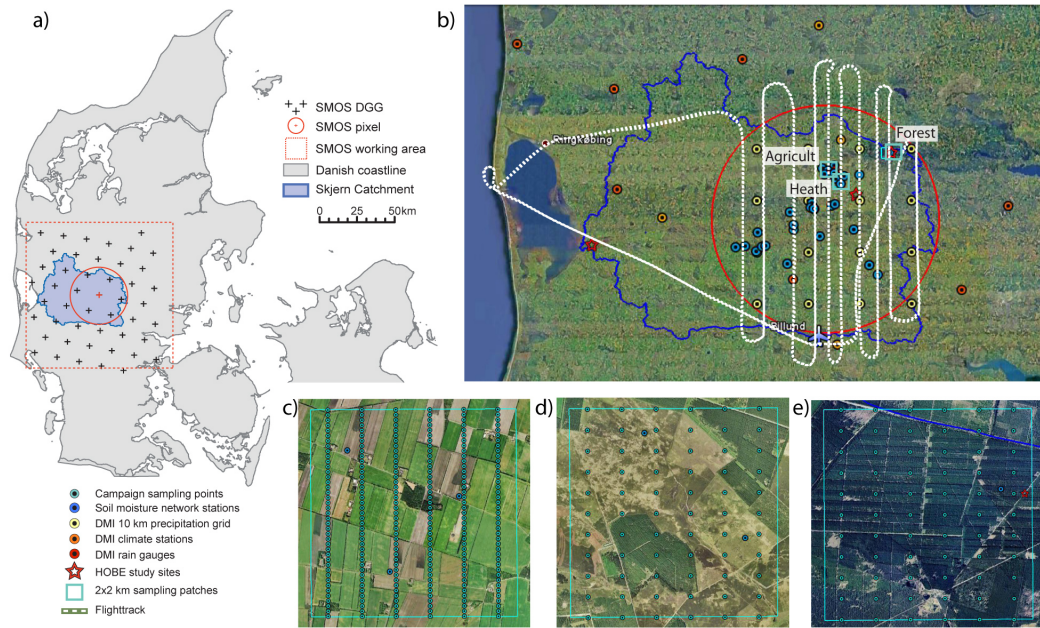 a)
SMOS DGG
SMOS pixel
SMOS working area
Danish coastline
Skjern Catchment
0 25 50km
Campaign sampling points
Soil moisture network stations
DMI 10 km precipitation grid
DMI climate stations
DMI rain gauges
HOBE study sites
2x2 km sampling patches
Flighttrack
b)
Ringkøbing
Forest
Agricult
Heath
Billund
c)
d)
e)